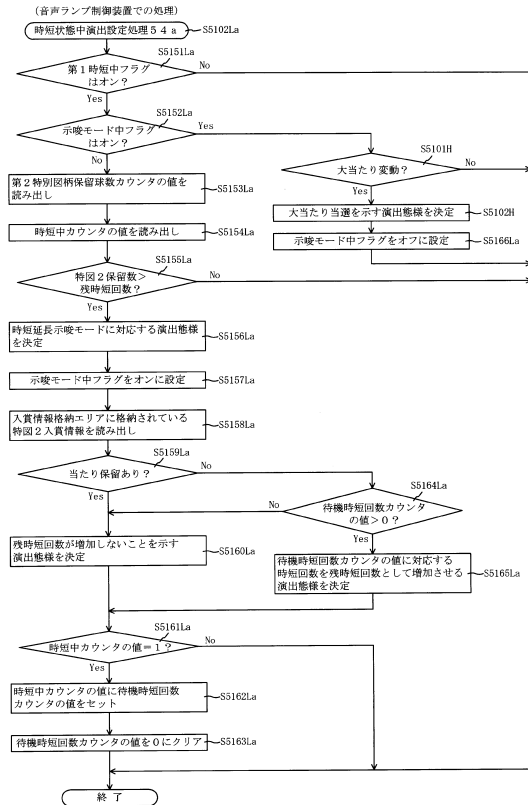 (音声ランプ制御装置での処理)
時短状態中演出設定処理54a
S5102La
S5151La
第1時短中フラグ
はオン?
No
Yes
S5152La
示唆モード中フラグ
はオン?
Yes
No
S5101H
大当たり変動?
No
Yes
第2特別図柄保留球数カウンタの値を
読み出し
S5153La
大当たり当選を示す演出態様を決定
S5102H
時短中カウンタの値を読み出し
S5154La
示唆モード中フラグをオフに設定
S5166La
S5155La
特図2保留数>
残時短回数?
No
Yes
時短延長示唆モードに対応する演出態様
を決定
S5156La
示唆モード中フラグをオンに設定
S5157La
入賞情報格納エリアに格納されている
特図2入賞情報を読み出し
S5158La
S5159La
当たり保留あり?
No
Yes
S5164La
待機時短回数カウンタ
の値>0?
No
Yes
残時短回数が増加しないことを示す
演出態様を決定
S5160La
待機時短回数カウンタの値に対応する
時短回数を残時短回数として増加させる
演出態様を決定
S5165La
S5161La
時短中カウンタの値=1?
No
Yes
時短中カウンタの値に待機時短回数
カウンタの値をセット
S5162La
待機時短回数カウンタの値を0にクリア
S5163La
終了